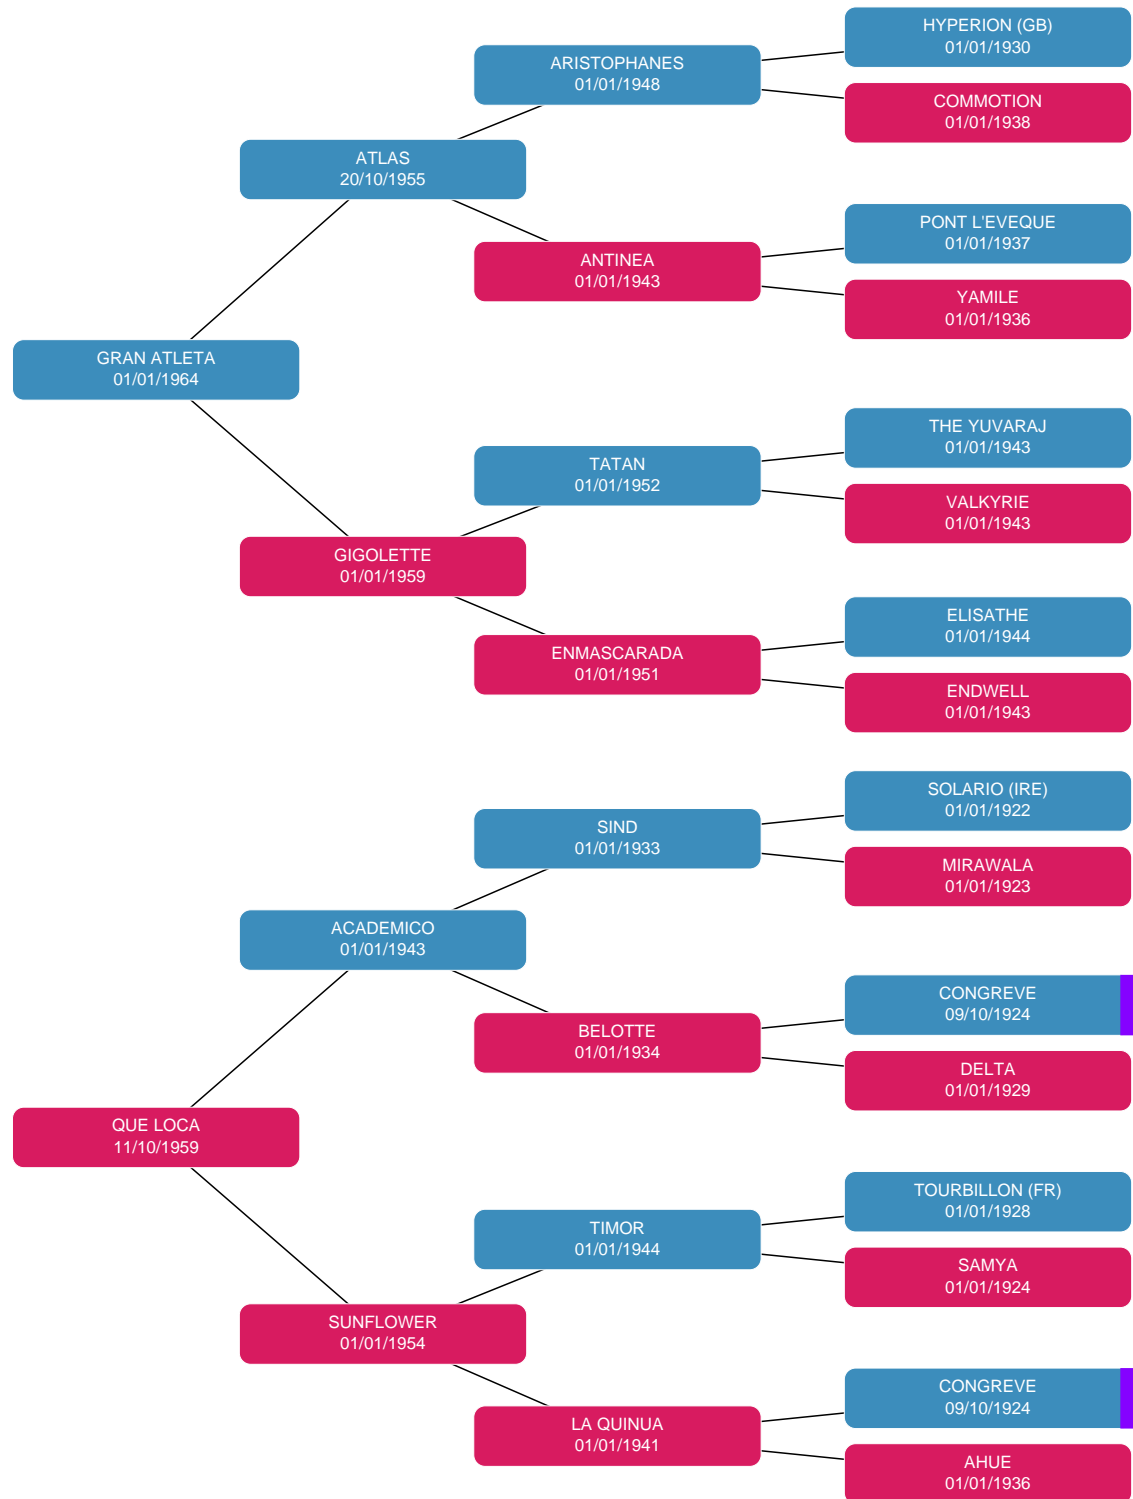 HYPERION (GB)
01/01/1930
ARISTOPHANES
01/01/1948
COMMOTION
01/01/1938
ATLAS
20/10/1955
PONT L'EVEQUE
01/01/1937
ANTINEA
01/01/1943
YAMILE
01/01/1936
GRAN ATLETA
01/01/1964
THE YUVARAJ
01/01/1943
TATAN
01/01/1952
VALKYRIE
01/01/1943
GIGOLETTE
01/01/1959
ELISATHE
01/01/1944
ENMASCARADA
01/01/1951
ENDWELL
01/01/1943
SOLARIO (IRE)
01/01/1922
SIND
01/01/1933
MIRAWALA
01/01/1923
ACADEMICO
01/01/1943
CONGREVE
09/10/1924
BELOTTE
01/01/1934
DELTA
01/01/1929
QUE LOCA
11/10/1959
TOURBILLON (FR)
01/01/1928
TIMOR
01/01/1944
SAMYA
01/01/1924
SUNFLOWER
01/01/1954
CONGREVE
09/10/1924
LA QUINUA
01/01/1941
AHUE
01/01/1936